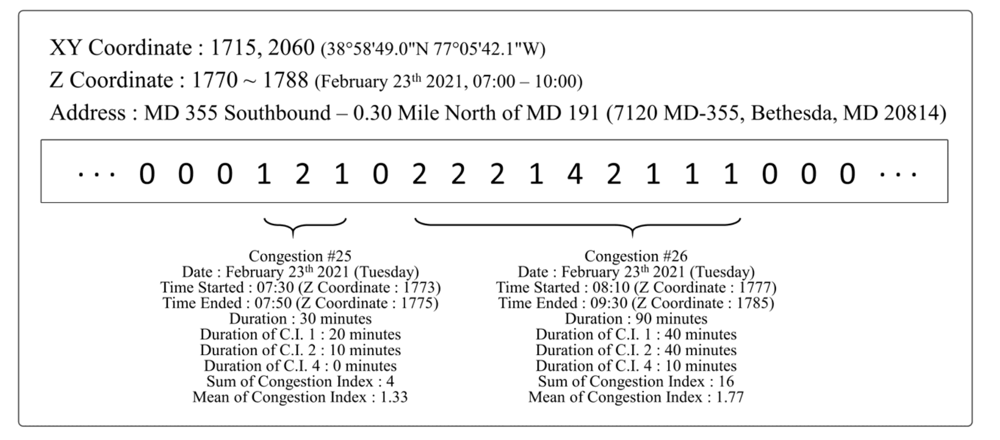 XY Coordinate : 1715, 2060 (38°58'49.0"N 77°05'42.1"W)
Z Coordinate : 1770 ~ 1788 (February 23th 2021, 07:00 – 10:00)
Address : MD 355 Southbound – 0.30 Mile North of MD 191 (7120 MD-355, Bethesda, MD 20814)
··· 0 0 0 1 2 1 0 2 2 2 1 4 2 1 1 1 0 0 0 ···
Congestion #25
Date : February 23th 2021 (Tuesday)
Time Started : 07:30 (Z Coordinate : 1773)
Time Ended : 07:50 (Z Coordinate : 1775)
Duration : 30 minutes
Duration of C.I. 1 : 20 minutes
Duration of C.I. 2 : 10 minutes
Duration of C.I. 4 : 0 minutes
Sum of Congestion Index : 4
Mean of Congestion Index : 1.33
Congestion #26
Date : February 23th 2021 (Tuesday)
Time Started : 08:10 (Z Coordinate : 1777)
Time Ended : 09:30 (Z Coordinate : 1785)
Duration : 90 minutes
Duration of C.I. 1 : 40 minutes
Duration of C.I. 2 : 40 minutes
Duration of C.I. 4 : 10 minutes
Sum of Congestion Index : 16
Mean of Congestion Index : 1.77